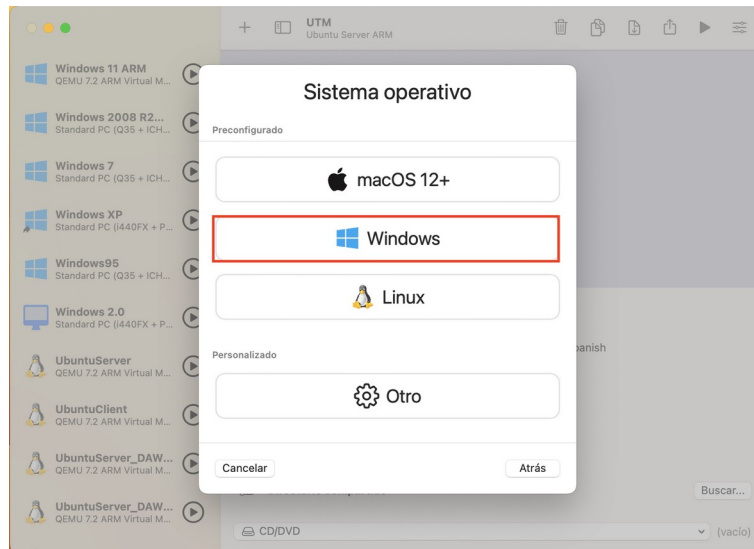 UTM
Ubuntu Server ARM
Windows 11 ARM
QEMU 7.2 ARM Virtual M...
Windows 2008 R2...
Standard PC (Q35 + ICH...
Windows 7
Standard PC (Q35 + ICH...
Windows XP
Standard PC (i440FX + P...
Windows95
Standard PC (Q35 + ICH...
Windows 2.0
Standard PC (i440FX + P...
UbuntuServer
QEMU 7.2 ARM Virtual M...
UbuntuClient
QEMU 7.2 ARM Virtual M...
UbuntuServer_DAW...
QEMU 7.2 ARM Virtual M...
UbuntuServer_DAW...
QEMU 7.2 ARM Virtual M...
Sistema operativo
Preconfigurado
macOS 12+
Windows
Linux
Personalizado
Otro
Cancelar
Atrás
panish
Buscar...
CD/DVD
(vacío)